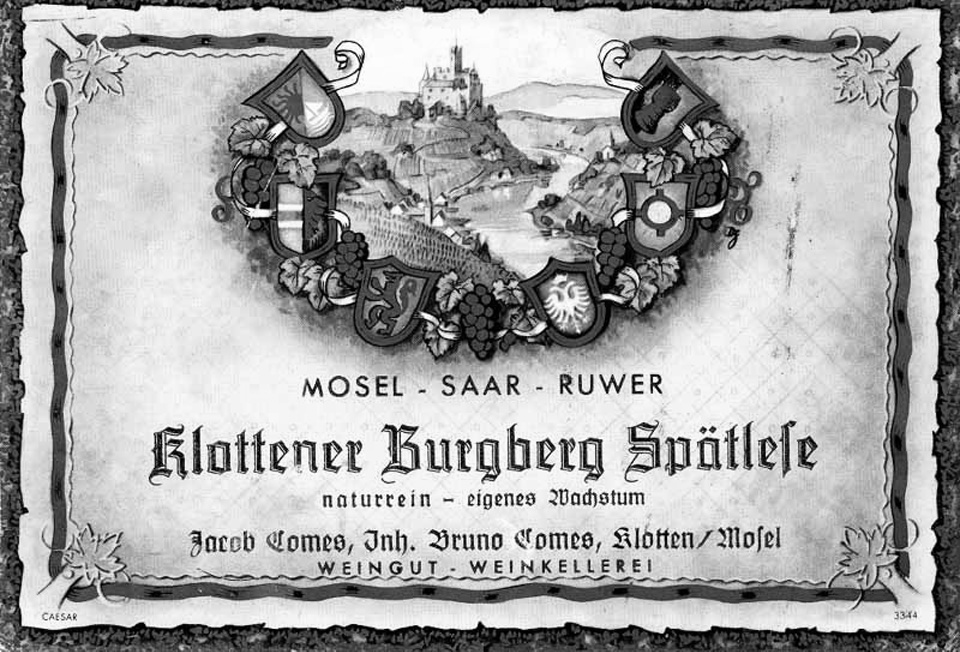 MOSEL - SAAR - RUWER
Klottener Burgberg Spätleſe
naturrein – eigenes Wachstum
Jacob Comes, Inh. Bruno Comes, Klotten/Moſel
WEINGUT - WEINKELLEREI
CAESAR
3344